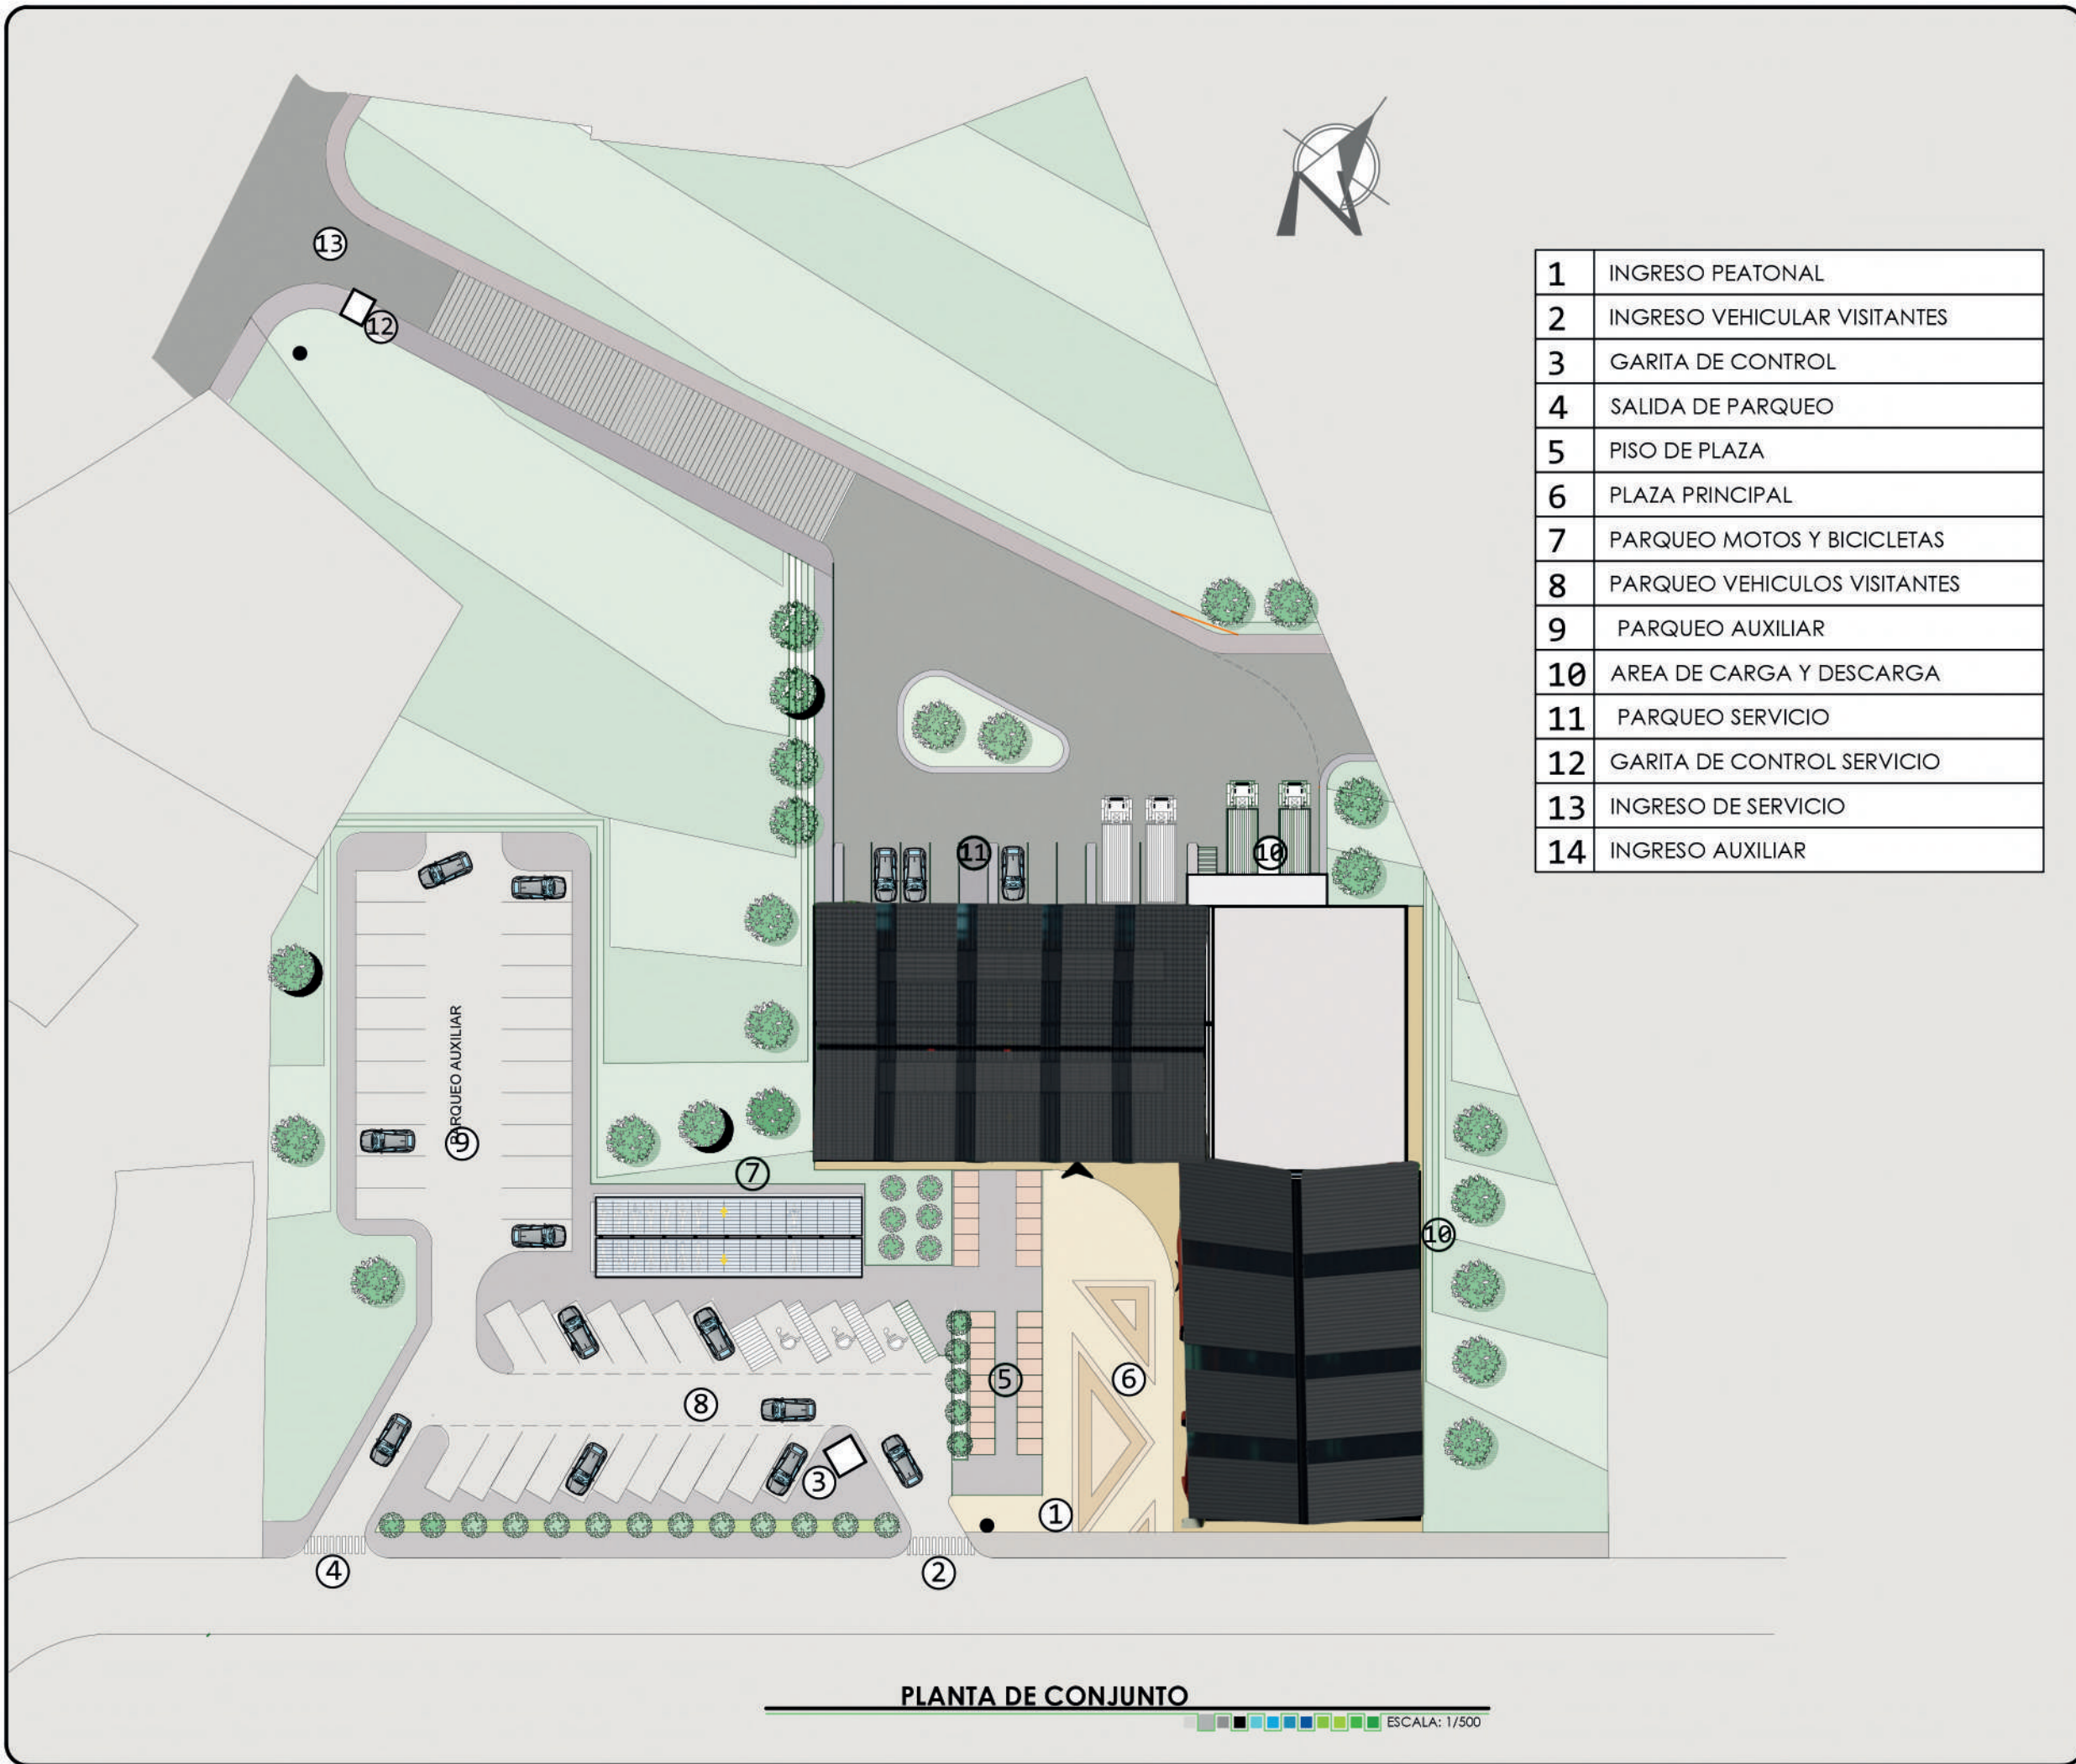 N
13
12
1 INGRESO PEATONAL
2 INGRESO VEHICULAR VISITANTES
3 GARITA DE CONTROL
4 SALIDA DE PARQUEO
5 PISO DE PLAZA
6 PLAZA PRINCIPAL
7 PARQUEO MOTOS Y BICICLETAS
8 PARQUEO VEHICULOS VISITANTES
9 PARQUEO AUXILIAR
10 AREA DE CARGA Y DESCARGA
11 PARQUEO SERVICIO
12 GARITA DE CONTROL SERVICIO
13 INGRESO DE SERVICIO
14 INGRESO AUXILIAR
11
10
PARQUEO AUXILIAR
9
7
10
5
6
8
3
1
4
2
PLANTA DE CONJUNTO
ESCALA: 1/500